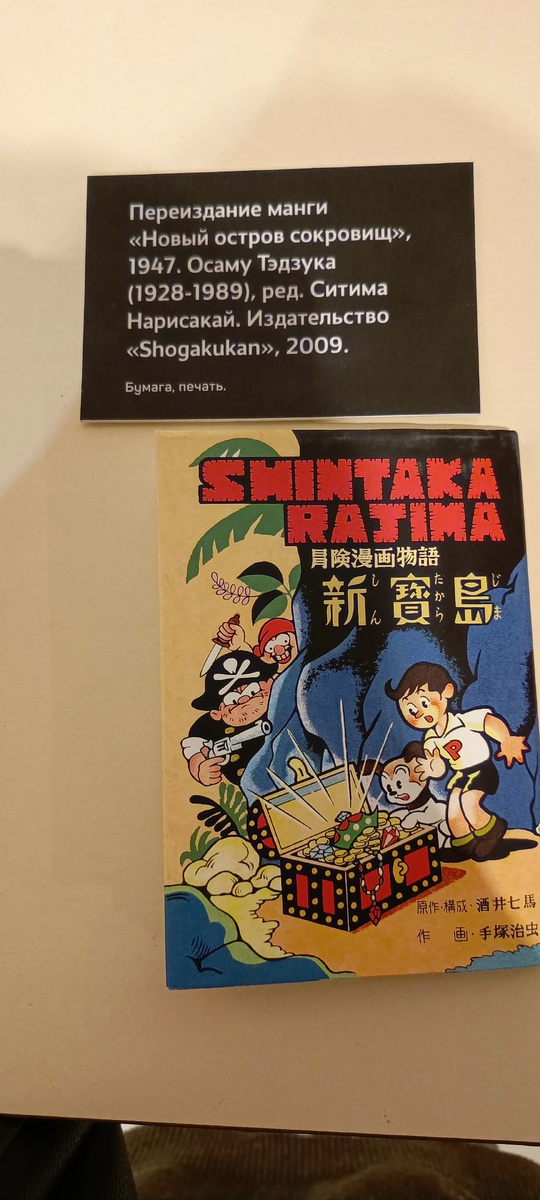 Переиздание манги
«Новый остров сокровищ»,
1947. Осаму Тэдзука
(1928-1989), ред. Ситима
Нарисакай. Издательство
«Shogakukan», 2009.
Бумага, печать.
SHINTAKA
RAJIMA
冒険漫画物語
新寶島
しん たから じま
P
原作・構成・酒井七馬
作 画・手塚治虫